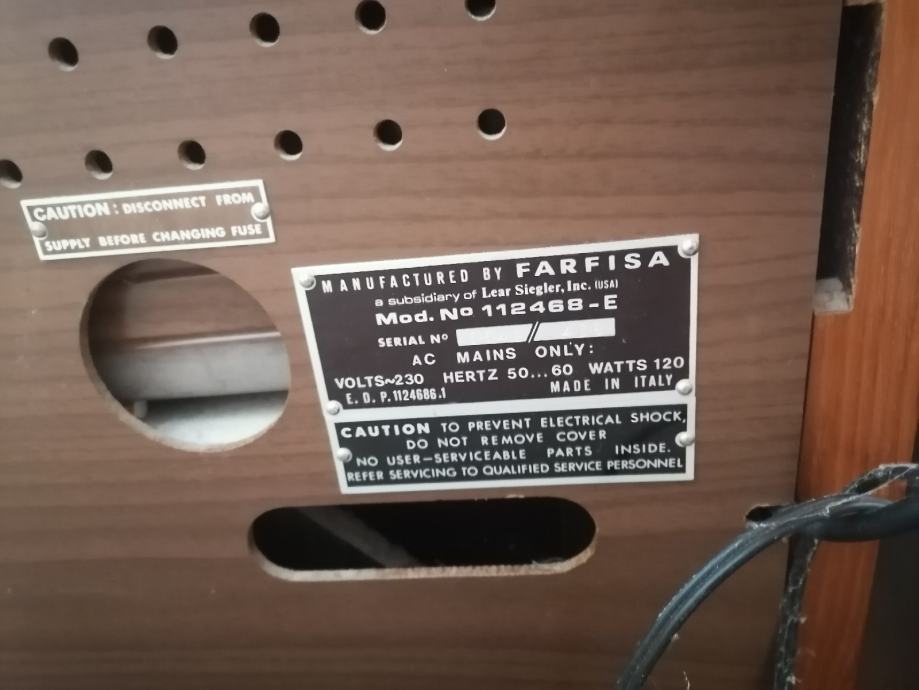 CAUTION: DISCONNECT FROM
SUPPLY BEFORE CHANGING FUSE
MANUFACTURED BY FARFISA
a subsidiary of Lear Siegler, Inc. (USA)
Mod. No 112468-E
SERIAL No /
AC MAINS ONLY:
VOLTS~230 HERTZ 50...60 WATTS 120
E. D. P. 1124686.1 MADE IN ITALY
CAUTION TO PREVENT ELECTRICAL SHOCK,
DO NOT REMOVE COVER
NO USER-SERVICEABLE PARTS INSIDE.
REFER SERVICING TO QUALIFIED SERVICE PERSONNEL